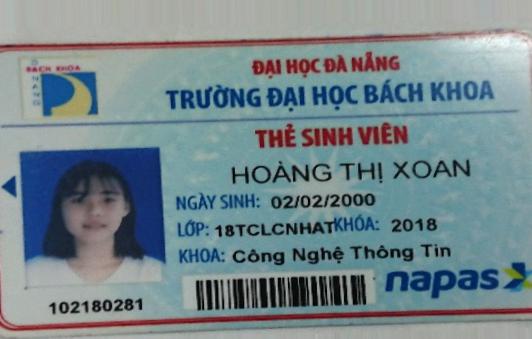 BÁCH KHOA
ĐÀ NẴNG
ĐẠI HỌC ĐÀ NẴNG
TRƯỜNG ĐẠI HỌC BÁCH KHOA
THẺ SINH VIÊN
HOÀNG THỊ XOAN
NGÀY SINH: 02/02/2000
LỚP: 18TCLCNHAT KHÓA: 2018
KHOA: Công Nghệ Thông Tin
napas
102180281